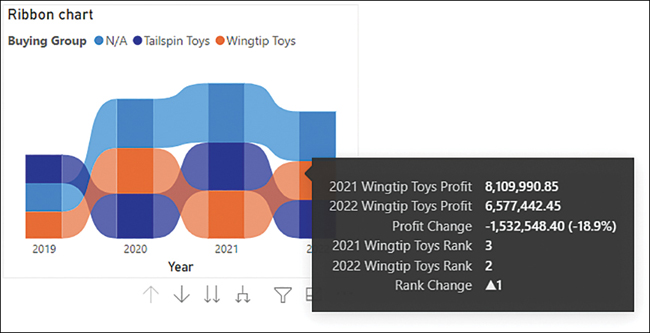 Ribbon chart
Buying Group N/A Tailspin Toys Wingtip Toys
2021 Wingtip Toys Profit 8,109,990.85
2022 Wingtip Toys Profit 6,577,442.45
Profit Change -1,532,548.40 (-18.9%)
2021 Wingtip Toys Rank 3
2022 Wingtip Toys Rank 2
Rank Change ▲1
2019 2020 2021
Year